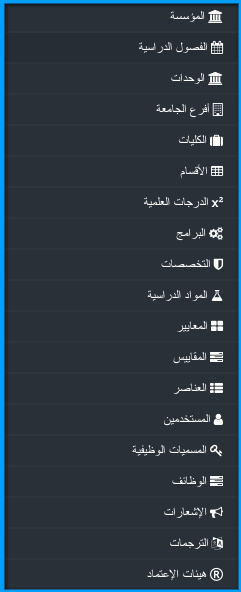 المؤسسة
الفصول الدراسية
الوحدات
أفرع الجامعة
الكليات
الأقسام
x² الدرجات العلمية
البرامج
التخصصات
المواد الدراسية
المعايير
المقاييس
العناصر
المستخدمين
المسميات الوظيفية
الوظائف
الإشعارات
الترجمات
هيئات الإعتماد